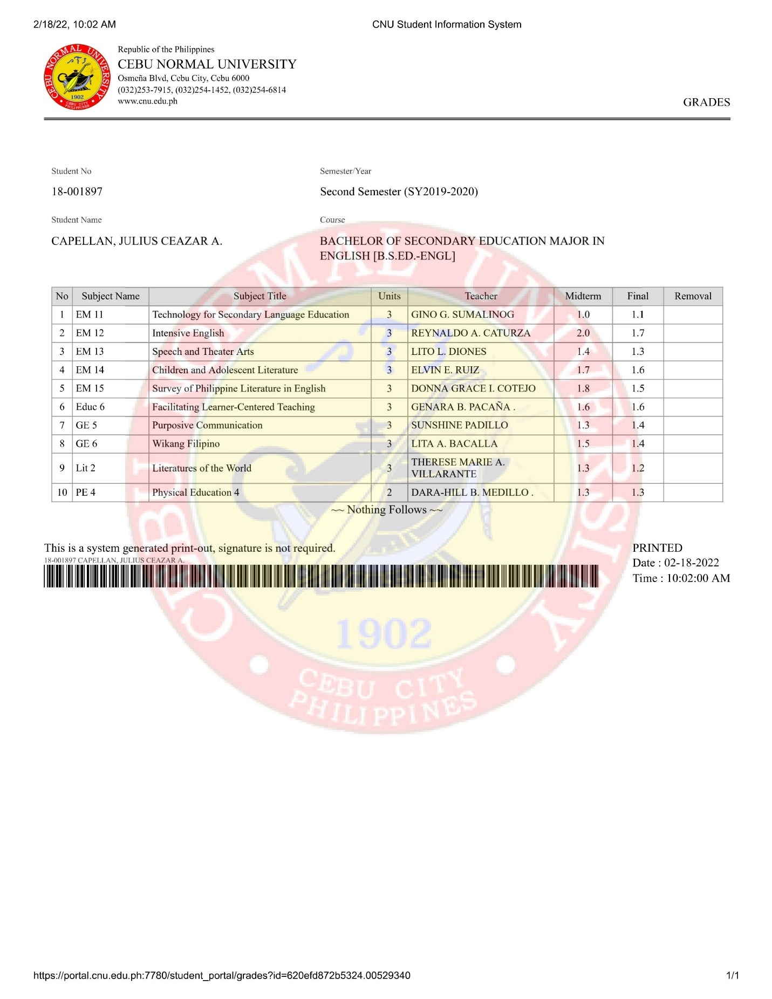 2/18/22, 10:02 AM CNU Student Information System
CEBU NORMAL UNIVERSITY
1902
CEBU CITY
PHILIPPINES
Republic of the Philippines
CEBU NORMAL UNIVERSITY
Osmeña Blvd, Cebu City, Cebu 6000
(032)253-7915, (032)254-1452, (032)254-6814
www.cnu.edu.ph
GRADES
Student No Semester/Year
18-001897 Second Semester (SY2019-2020)
Student Name Course
CAPELLAN, JULIUS CEAZAR A. BACHELOR OF SECONDARY EDUCATION MAJOR IN
ENGLISH [B.S.ED.-ENGL]
No Subject Name Subject Title Units Teacher Midterm Final Removal
1 EM 11 Technology for Secondary Language Education 3 GINO G. SUMALINOG 1.0 1.1
2 EM 12 Intensive English 3 REYNALDO A. CATURZA 2.0 1.7
3 EM 13 Speech and Theater Arts 3 LITO L. DIONES 1.4 1.3
4 EM 14 Children and Adolescent Literature 3 ELVIN E. RUIZ 1.7 1.6
5 EM 15 Survey of Philippine Literature in English 3 DONNA GRACE I. COTEJO 1.8 1.5
6 Educ 6 Facilitating Learner-Centered Teaching 3 GENARA B. PACAÑA . 1.6 1.6
7 GE 5 Purposive Communication 3 SUNSHINE PADILLO 1.3 1.4
8 GE 6 Wikang Filipino 3 LITA A. BACALLA 1.5 1.4
9 Lit 2 Literatures of the World 3 THERESE MARIE A. VILLARANTE 1.3 1.2
10 PE 4 Physical Education 4 2 DARA-HILL B. MEDILLO . 1.3 1.3
~~ Nothing Follows ~~
This is a system generated print-out, signature is not required. PRINTED
18-001897 CAPELLAN, JULIUS CEAZAR A.
Date : 02-18-2022
Time : 10:02:00 AM
CEBU NORMAL UNIVERSITY
1902
CEBU CITY
PHILIPPINES
https://portal.cnu.edu.ph:7780/student_portal/grades?id=620efd872b5324.00529340 1/1